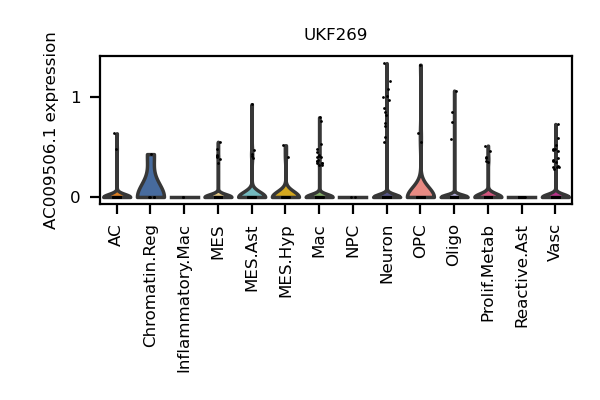 UKF269
AC009506.1 expression
1
0
AC
Chromatin.Reg
Inflammatory.Mac
MES
MES.Ast
MES.Hyp
Mac
NPC
Neuron
OPC
Oligo
Prolif.Metab
Reactive.Ast
Vasc